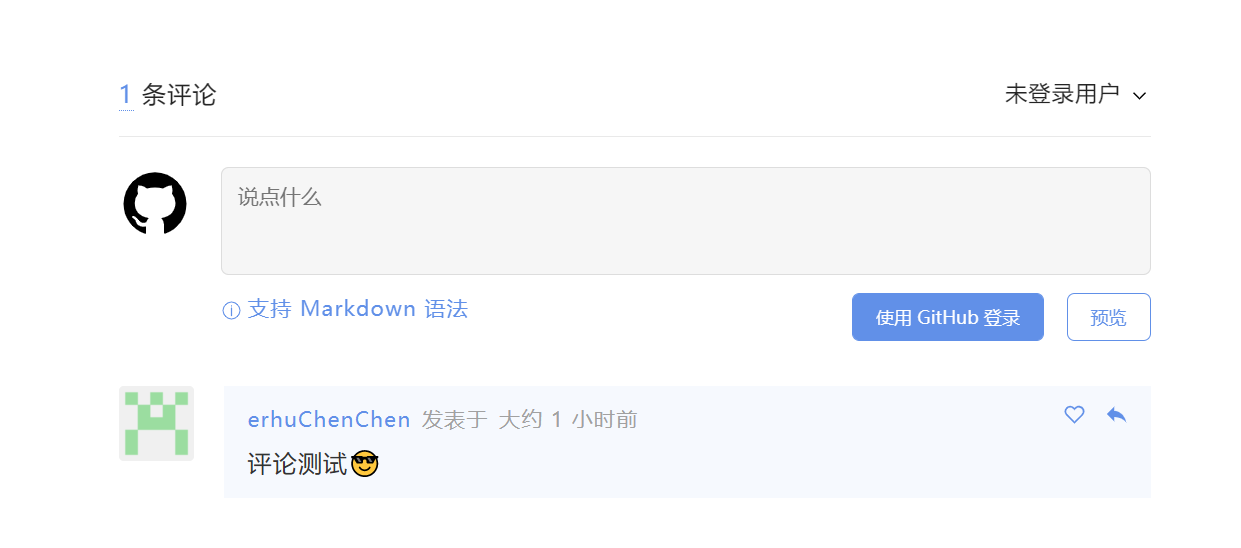 1 条评论
未登录用户
说点什么
支持 Markdown 语法
使用 GitHub 登录
预览
erhuChenChen 发表于 大约 1 小时前
评论测试😎